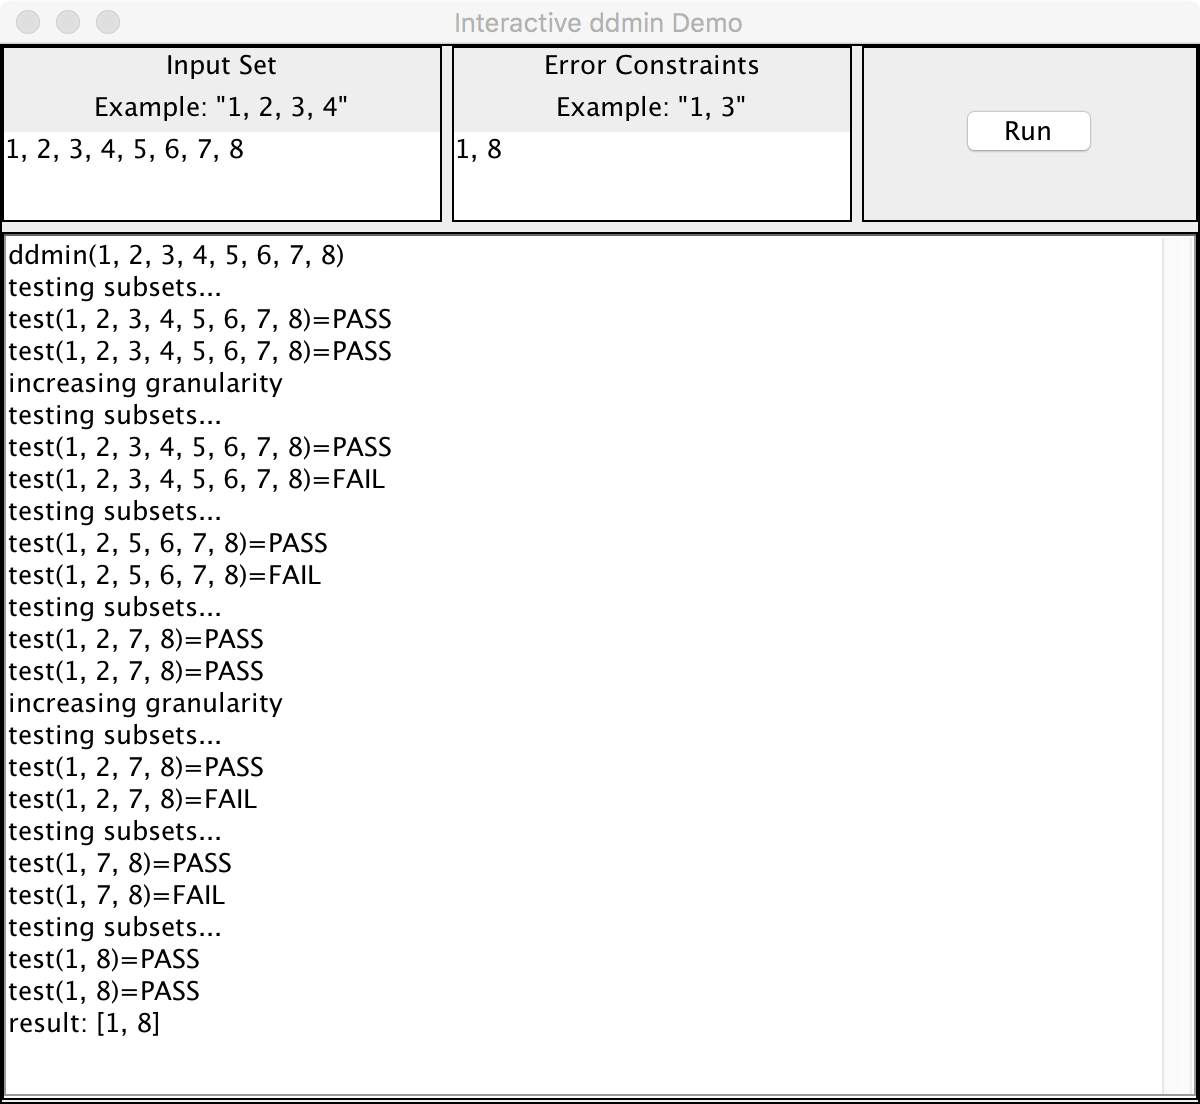 Interactive ddmin Demo
Input Set
Example: "1, 2, 3, 4"
1, 2, 3, 4, 5, 6, 7, 8
Error Constraints
Example: "1, 3"
1, 8
Run
ddmin(1, 2, 3, 4, 5, 6, 7, 8)
testing subsets...
test(1, 2, 3, 4, 5, 6, 7, 8)=PASS
test(1, 2, 3, 4, 5, 6, 7, 8)=PASS
increasing granularity
testing subsets...
test(1, 2, 3, 4, 5, 6, 7, 8)=PASS
test(1, 2, 3, 4, 5, 6, 7, 8)=FAIL
testing subsets...
test(1, 2, 5, 6, 7, 8)=PASS
test(1, 2, 5, 6, 7, 8)=FAIL
testing subsets...
test(1, 2, 7, 8)=PASS
test(1, 2, 7, 8)=PASS
increasing granularity
testing subsets...
test(1, 2, 7, 8)=PASS
test(1, 2, 7, 8)=FAIL
testing subsets...
test(1, 7, 8)=PASS
test(1, 7, 8)=FAIL
testing subsets...
test(1, 8)=PASS
test(1, 8)=PASS
result: [1, 8]